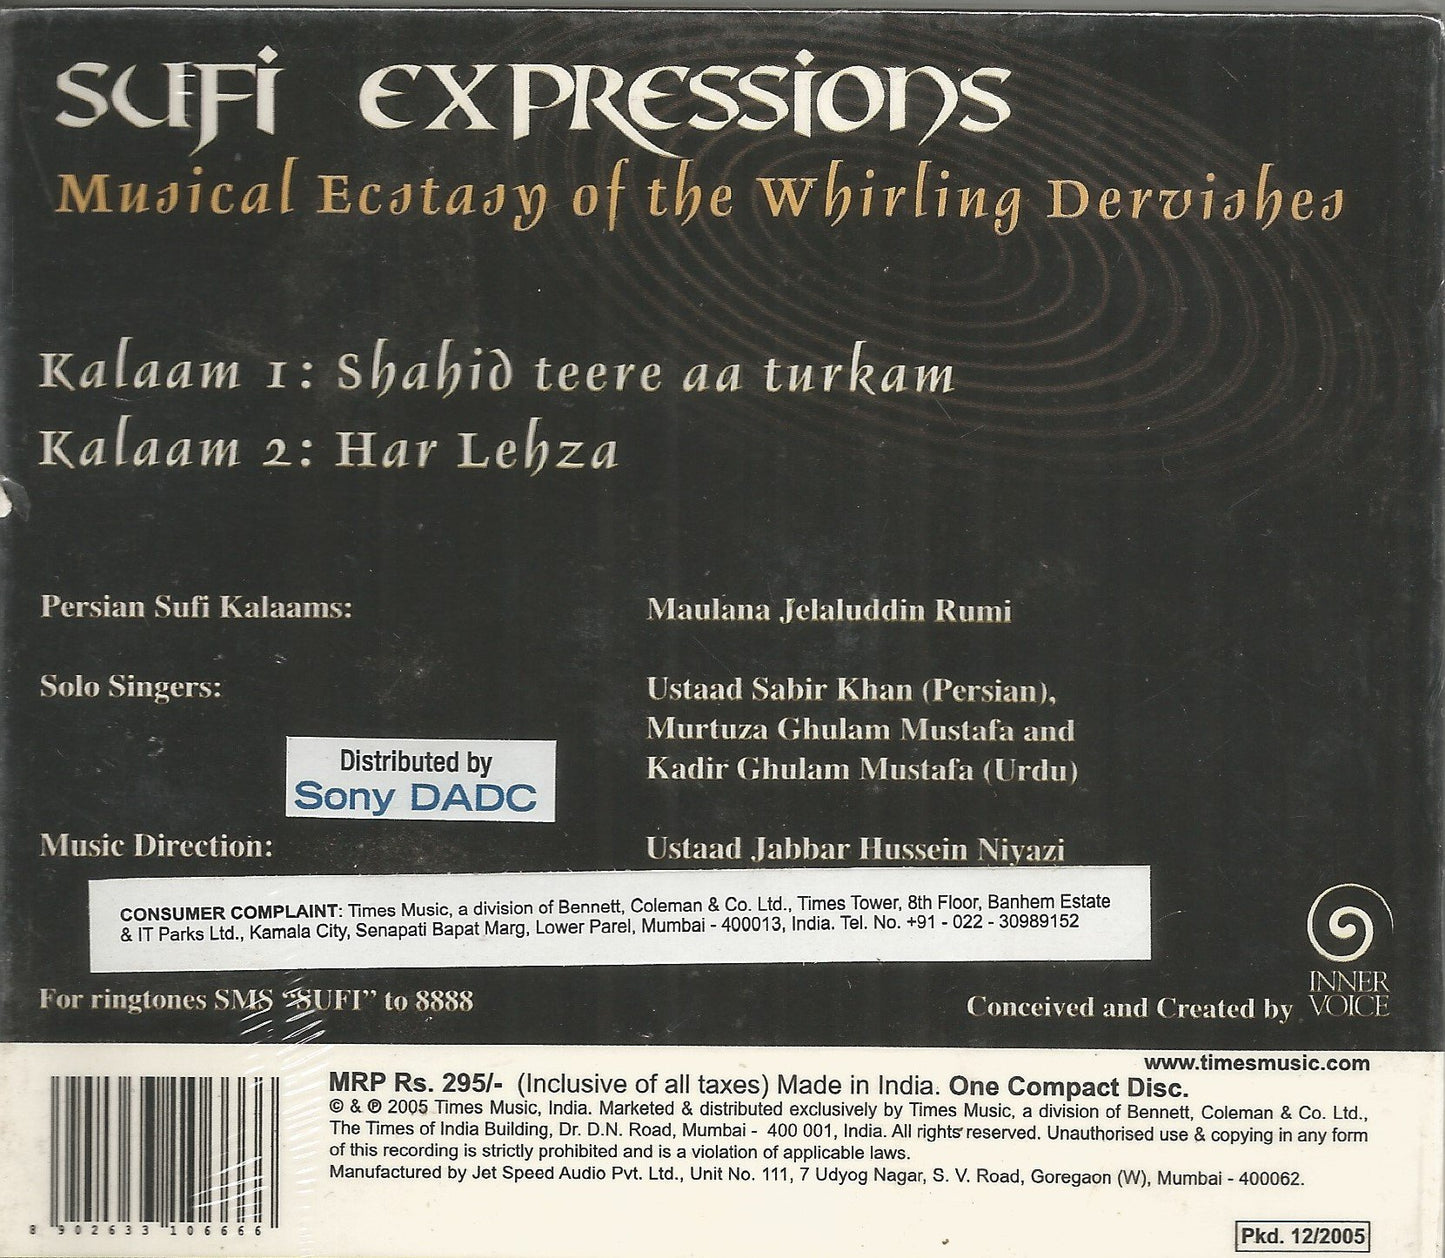 SUFI EXPRESSIONS
Musical Ecstasy of the Whirling Dervishes
Kalaam 1: Shahid teere aa turkam
Kalaam 2: Har Lehza
Persian Sufi Kalaams: Maulana Jelaluddin Rumi
Solo Singers: Ustaad Sabir Khan (Persian),
Murtuza Ghulam Mustafa and
Kadir Ghulam Mustafa (Urdu)
Distributed by
Sony DADC
Music Direction: Ustaad Jabbar Hussein Niyazi
CONSUMER COMPLAINT: Times Music, a division of Bennett, Coleman & Co. Ltd., Times Tower, 8th Floor, Banhem Estate
& IT Parks Ltd., Kamala City, Senapati Bapat Marg, Lower Parel, Mumbai - 400013, India. Tel. No. +91 - 022 - 30989152
For ringtones SMS “SUFI” to 8888
Conceived and Created by
INNER
VOICE
www.timesmusic.com
MRP Rs. 295/- (Inclusive of all taxes) Made in India. One Compact Disc.
© & ℗ 2005 Times Music, India. Marketed & distributed exclusively by Times Music, a division of Bennett, Coleman & Co. Ltd.,
The Times of India Building, Dr. D.N. Road, Mumbai - 400 001, India. All rights reserved. Unauthorised use & copying in any form
of this recording is strictly prohibited and is a violation of applicable laws.
Manufactured by Jet Speed Audio Pvt. Ltd., Unit No. 111, 7 Udyog Nagar, S. V. Road, Goregaon (W), Mumbai - 400062.
8 902633 106666
Pkd. 12/2005